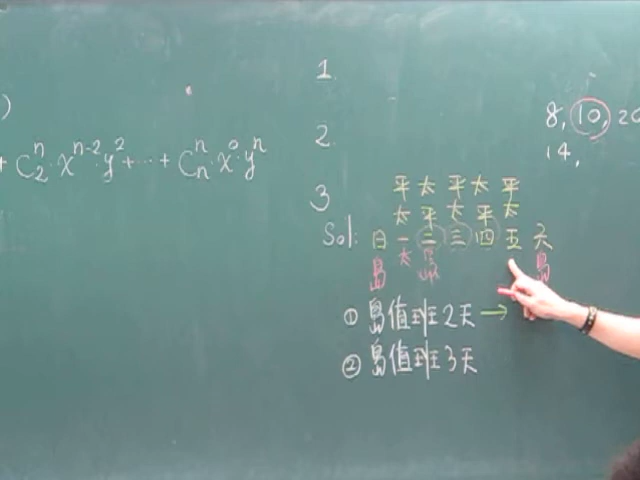 )
+ C₂ⁿ·xⁿ⁻²y²+···+ Cₙⁿ·x⁰·yⁿ
1.
2.
8, 10, 20
14,
3
平 太 平 太 平
太 平 太 平 太
Sol: 日 一 二 三 四 五 六
島 太 島
① 島值班2天 →
② 島值班3天